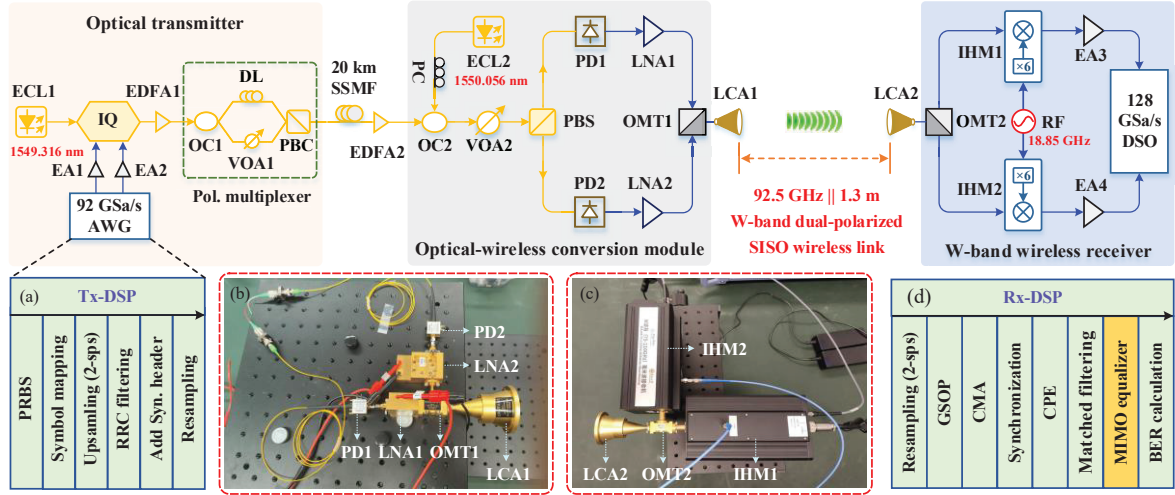 Optical transmitter
ECL1
1549.316 nm
IQ
EDFA1
EA1
EA2
92 GSa/s
AWG
DL
OC1
VOA1
PBC
Pol. multiplexer
20 km
SSMF
EDFA2
PC
ECL2
1550.056 nm
OC2
VOA2
PBS
PD1
LNA1
PD2
LNA2
OMT1
Optical-wireless conversion module
LCA1
LCA2
92.5 GHz || 1.3 m
W-band dual-polarized
SISO wireless link
OMT2
IHM1
×6
RF
18.85 GHz
IHM2
×6
EA3
EA4
128
GSa/s
DSO
W-band wireless receiver
(a)
Tx-DSP
PRBS
Symbol mapping
Upsamling (2-sps)
RRC filtering
Add Syn. header
Resampling
(b)
PD2
LNA2
PD1
LNA1
OMT1
LCA1
(c)
IHM2
LCA2
OMT2
IHM1
(d)
Rx-DSP
Resampling (2-sps)
GSOP
CMA
Synchronization
CPE
Matched filtering
MIMO equalizer
BER calculation